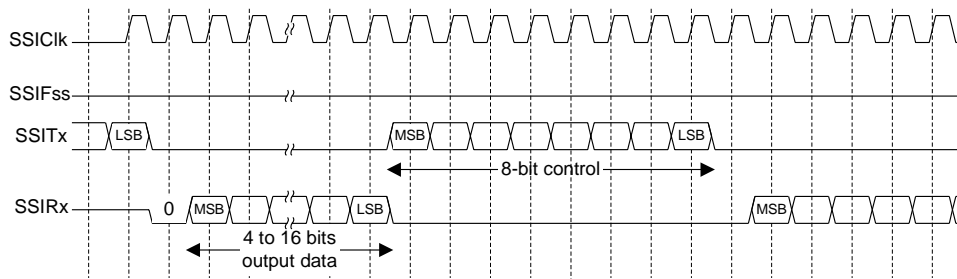 SSIClk
SSIFss
SSITx
LSB
MSB
LSB
8-bit control
SSIRx
0
MSB
LSB
MSB
4 to 16 bits
output data